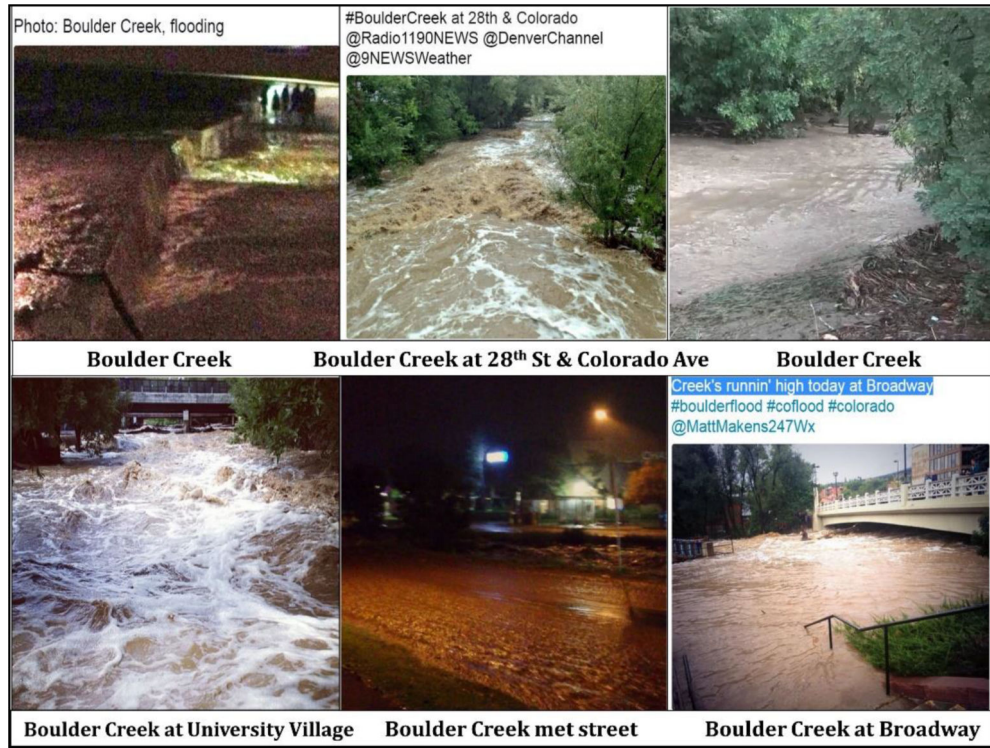 Photo: Boulder Creek, flooding
#BoulderCreek at 28th & Colorado
@Radio1190NEWS @DenverChannel
@9NEWSWeather
Boulder Creek
Boulder Creek at 28th St & Colorado Ave
Boulder Creek
Creek's runnin' high today at Broadway
#boulderflood #coflood #colorado
@MattMakens247Wx
Boulder Creek at University Village
Boulder Creek met street
Boulder Creek at Broadway